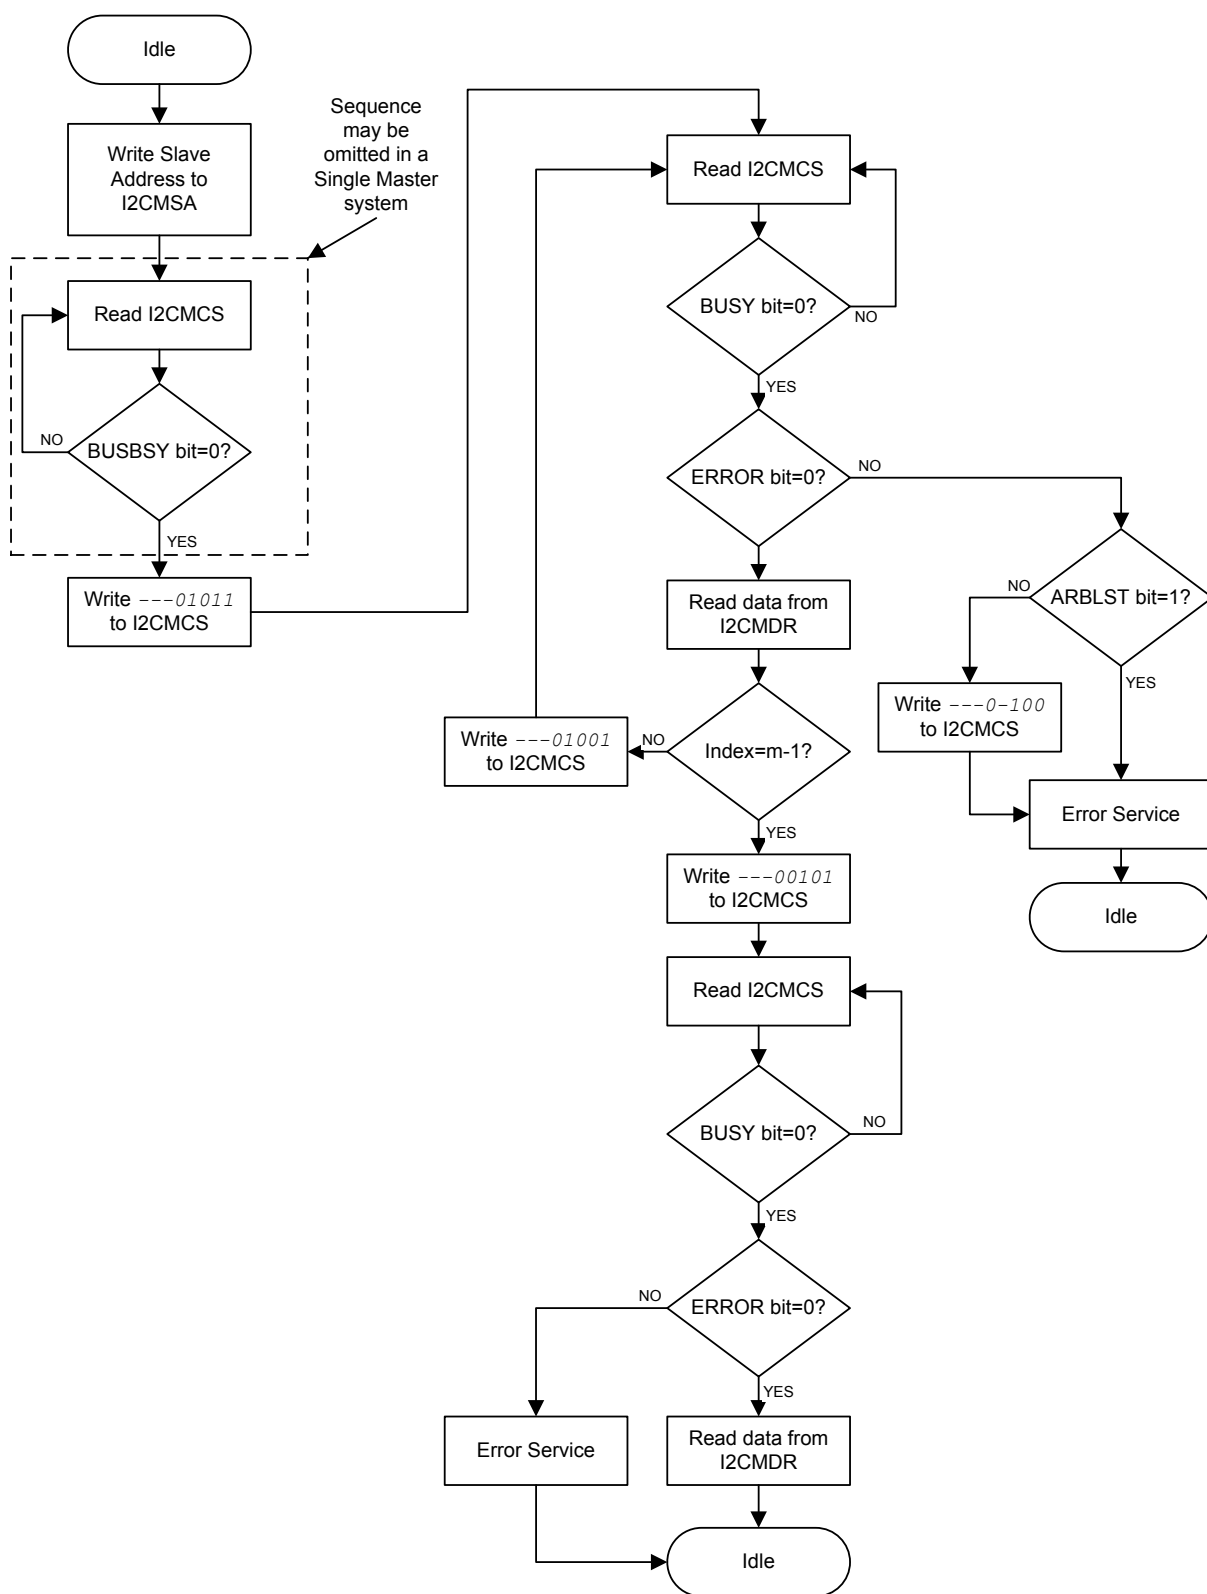 Idle
Write Slave
Address to
I2CMSA
Sequence
may be
omitted in a
Single Master
system
Read I2CMCS
BUSBSY bit=0?
NO
YES
Write ---01011
to I2CMCS
Read I2CMCS
BUSY bit=0?
NO
YES
ERROR bit=0?
NO
YES
Read data from
I2CMDR
ARBLST bit=1?
NO
YES
Write ---0-100
to I2CMCS
Error Service
Idle
Index=m-1?
NO
Write ---01001
to I2CMCS
YES
Write ---00101
to I2CMCS
Read I2CMCS
BUSY bit=0?
NO
YES
ERROR bit=0?
NO
YES
Error Service
Read data from
I2CMDR
Idle